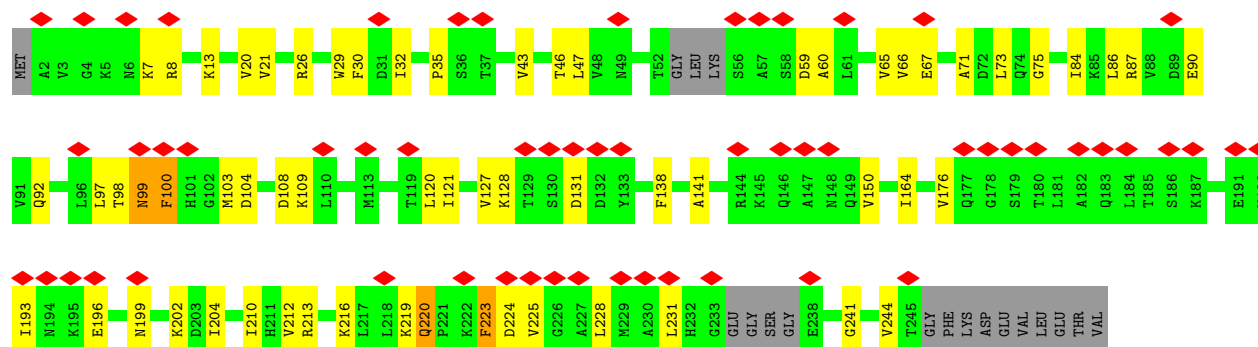 MET A2 V3 G4 K5 N6 K7 R8 K13 V20 V21 R26 W29 F30 D31 I32 P35 S36 T37 V43 T46 L47 V48 N49 T52 GLY LEU LYS S56 A57 S58 D59 A60 L61 V65 V66 E67 A71 D72 L73 Q74 G75 I84 K85 L86 R87 V88 D89 E90
V91 Q92 L96 L97 T98 N99 F100 H101 G102 M103 D104 D108 K109 L110 M113 T119 L120 I121 V127 K128 T129 S130 D131 D132 Y133 F138 A141 R144 K145 Q146 A147 N148 Q149 V150 I164 V176 Q177 G178 S179 T180 L181 A182 Q183 L184 T185 S186 K187 E191
I193 N194 K195 E196 N199 K202 D203 I204 I210 H211 V212 R213 K216 L217 L218 K219 Q220 P221 K222 F223 D224 V225 G226 A227 L228 M229 A230 L231 H232 G233 GLU GLY SER GLY E238 G241 V244 T245 GLY PHE LYS ASP GLU VAL LEU GLU THR VAL